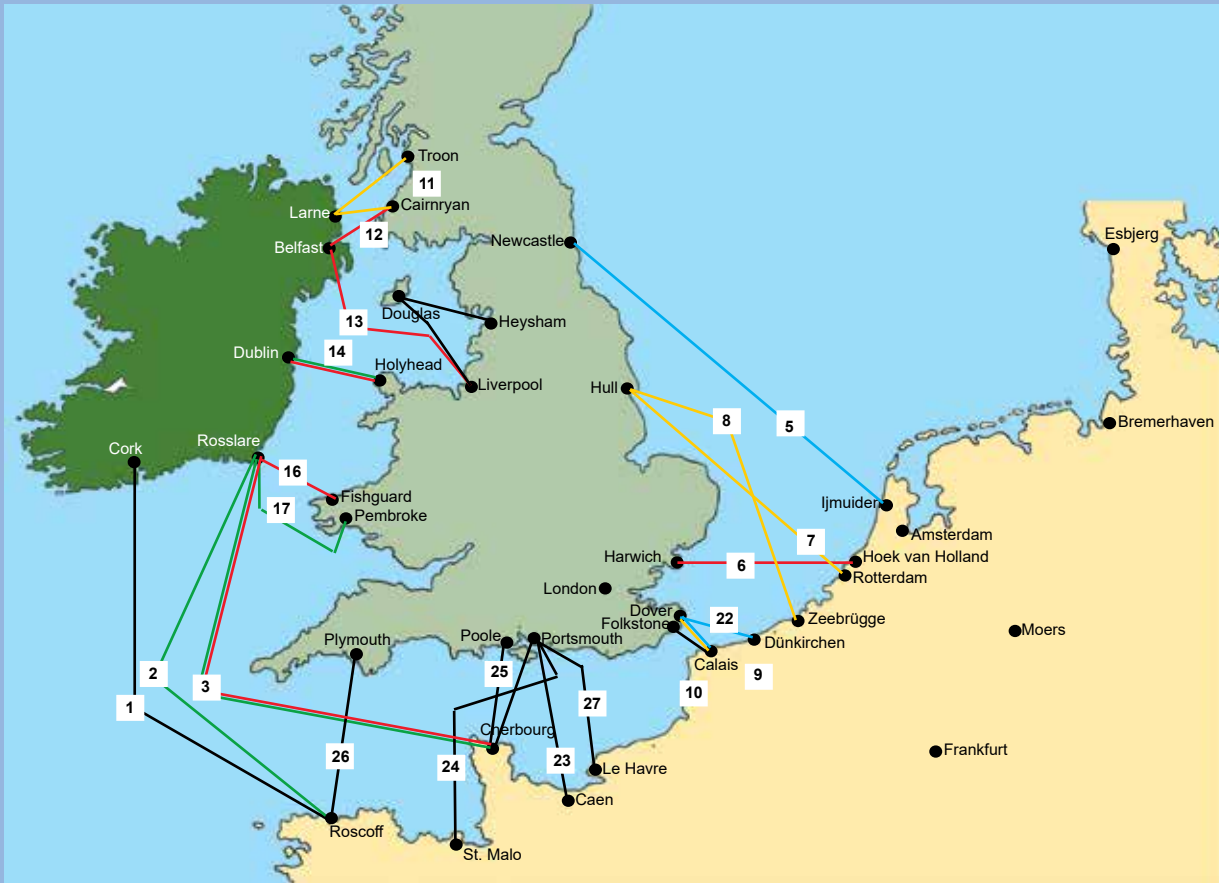 Troon
11
Cairnryan
Larne
12
Belfast
Newcastle
Esbjerg
Douglas
13
Heysham
14
Dublin
Holyhead
Liverpool
Hull
8
5
Bremerhaven
Rosslare
Cork
16
Fishguard
17
Pembroke
Ijmuider
Amsterdam
7
Harwich
6
Hoek van Holland
Rotterdam
London
Dover
22
Folkstone
Zeebrügge
Moers
Plymouth
Poole
Portsmouth
Dünkirchen
Calais
25
9
2
3
10
1
27
Cherbourg
26
24
23
Frankfurt
Le Havre
Caen
Roscoff
St. Malo